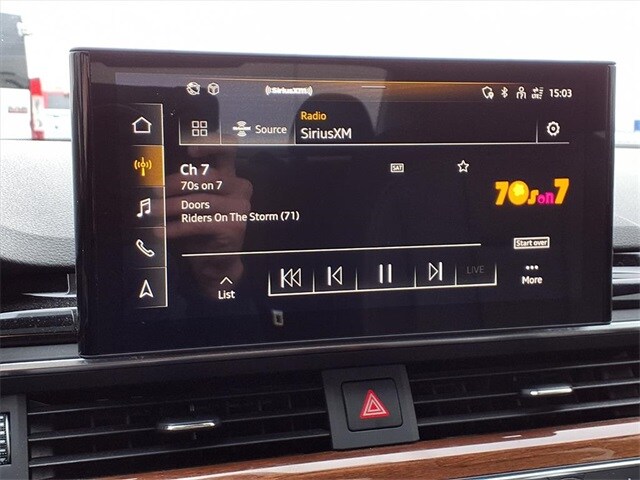 SiriusXM
LTE
15:03
Radio
Source
SiriusXM
Ch 7
70s on 7
SAT
Doors
Riders On The Storm (71)
70s on 7
Start over
List
LIVE
More